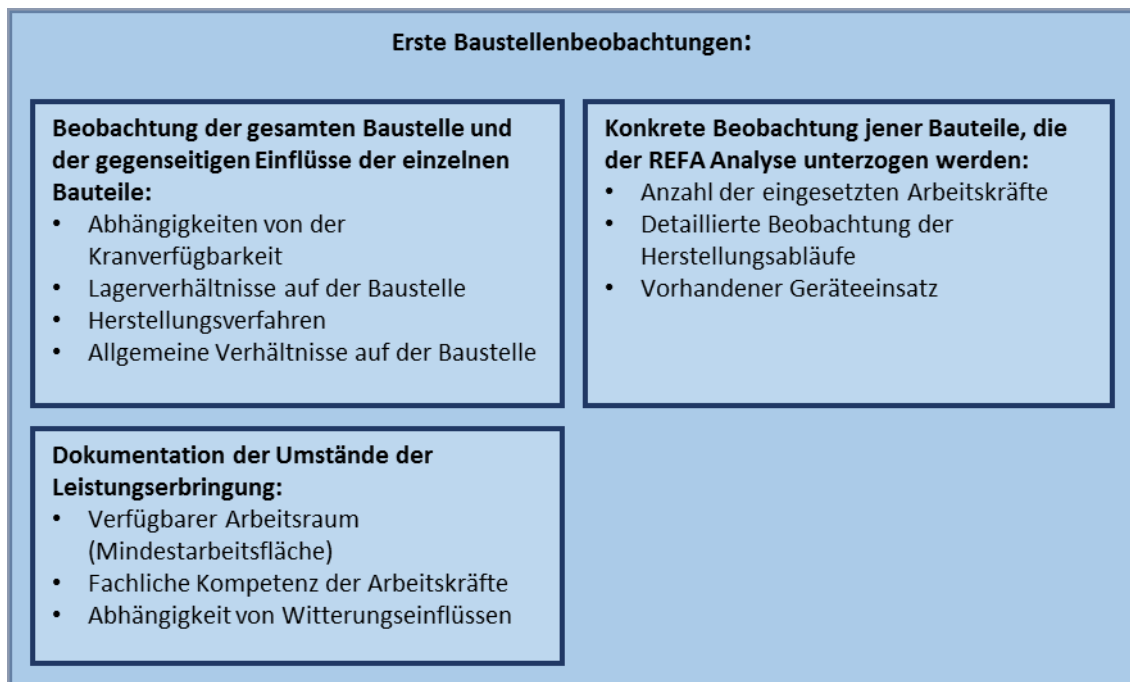 Erste Baustellenbeobachtungen:
Beobachtung der gesamten Baustelle und
der gegenseitigen Einflüsse der einzelnen
Bauteile:
• Abhängigkeiten von der
Kranverfügbarkeit
• Lagerverhältnisse auf der Baustelle
• Herstellungsverfahren
• Allgemeine Verhältnisse auf der Baustelle
Konkrete Beobachtung jener Bauteile, die
der REFA Analyse unterzogen werden:
• Anzahl der eingesetzten Arbeitskräfte
• Detaillierte Beobachtung der
Herstellungsabläufe
• Vorhandener Geräteeinsatz
Dokumentation der Umstände der
Leistungserbringung:
• Verfügbarer Arbeitsraum
(Mindestarbeitsfläche)
• Fachliche Kompetenz der Arbeitskräfte
• Abhängigkeit von Witterungseinflüssen